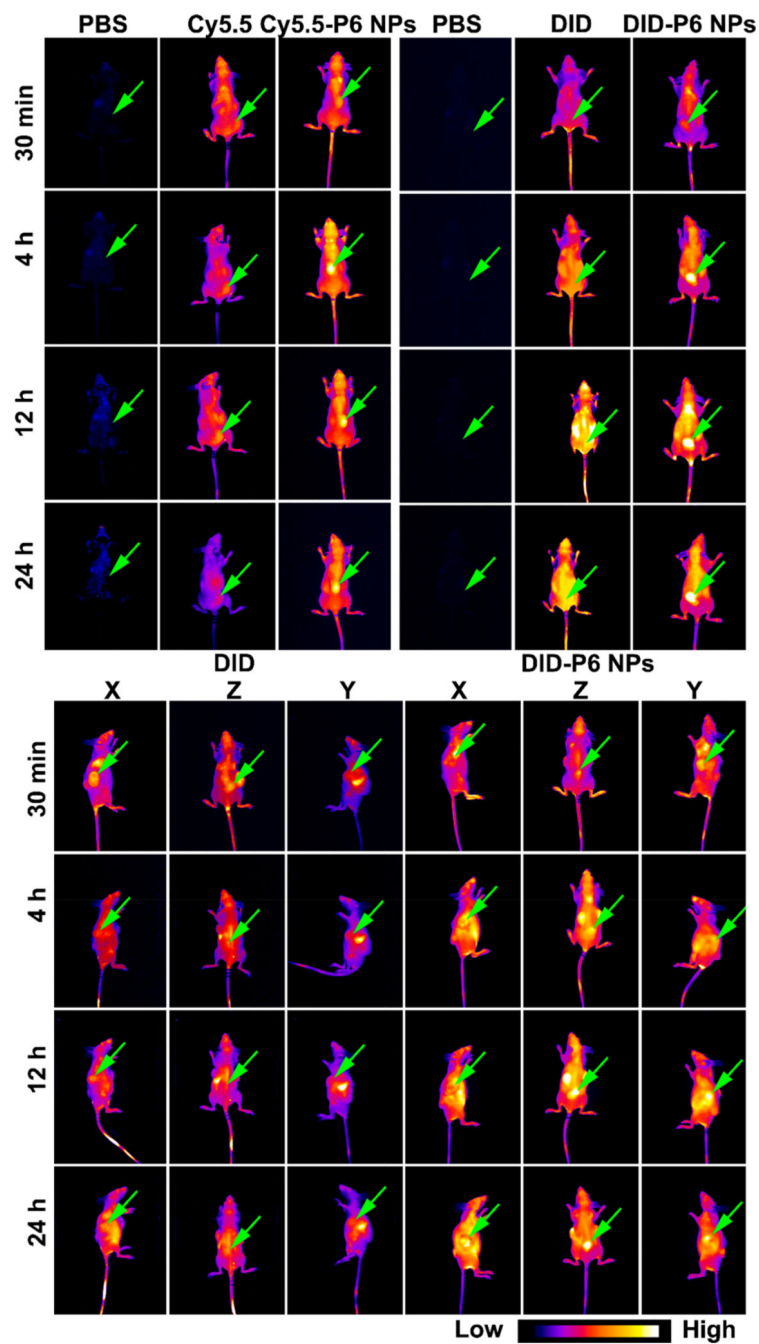 PBS Cy5.5 Cy5.5-P6 NPs PBS DID DID-P6 NPs
30 min
4 h
12 h
24 h
DID DID-P6 NPs
X Z Y X Z Y
30 min
4 h
12 h
24 h
Low High